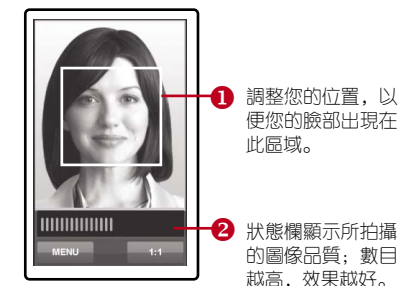 1 調整您的位置，以
便您的臉部出現在
此區域。
2 狀態欄顯示所拍攝
的圖像品質；數目
越高，效果越好。
MENU 1:1